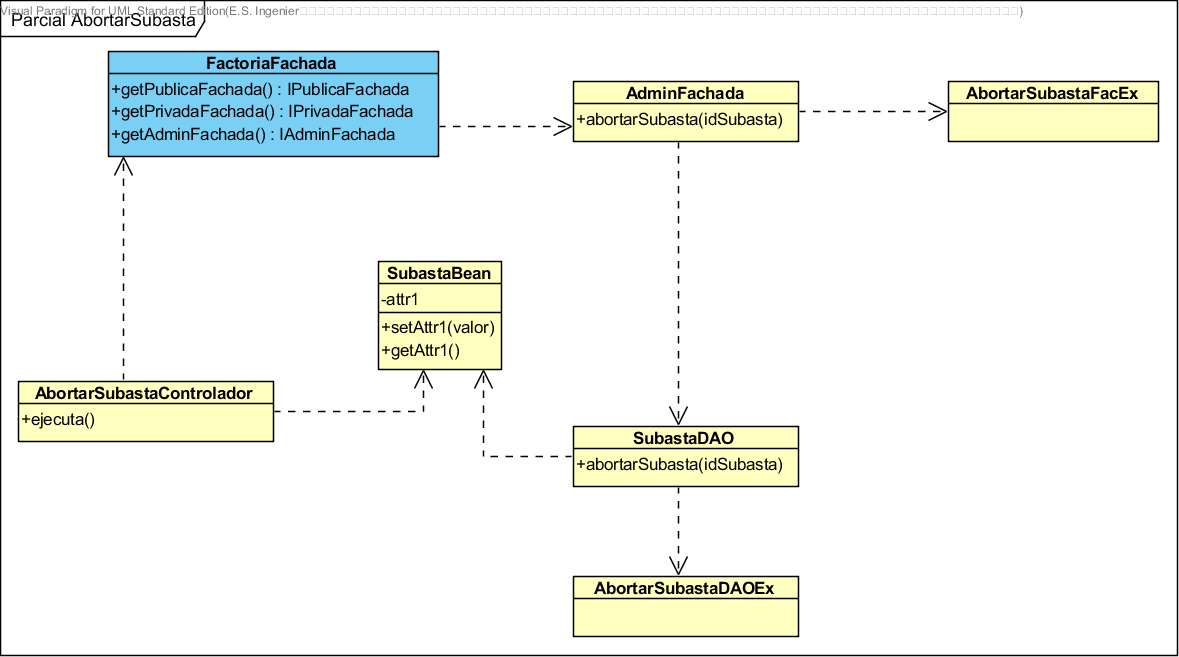 Visual Paradigm for UML Standard Edition(E.S. Ingenier
Parcial AbortarSubasta
FactoriaFachada
+getPublicaFachada() : IPublicaFachada
+getPrivadaFachada() : IPrivadaFachada
+getAdminFachada() : IAdminFachada
AdminFachada
+abortarSubasta(idSubasta)
AbortarSubastaFacEx
SubastaBean
-attr1
+setAttr1(valor)
+getAttr1()
AbortarSubastaControlador
+ejecuta()
SubastaDAO
+abortarSubasta(idSubasta)
AbortarSubastaDAOEx